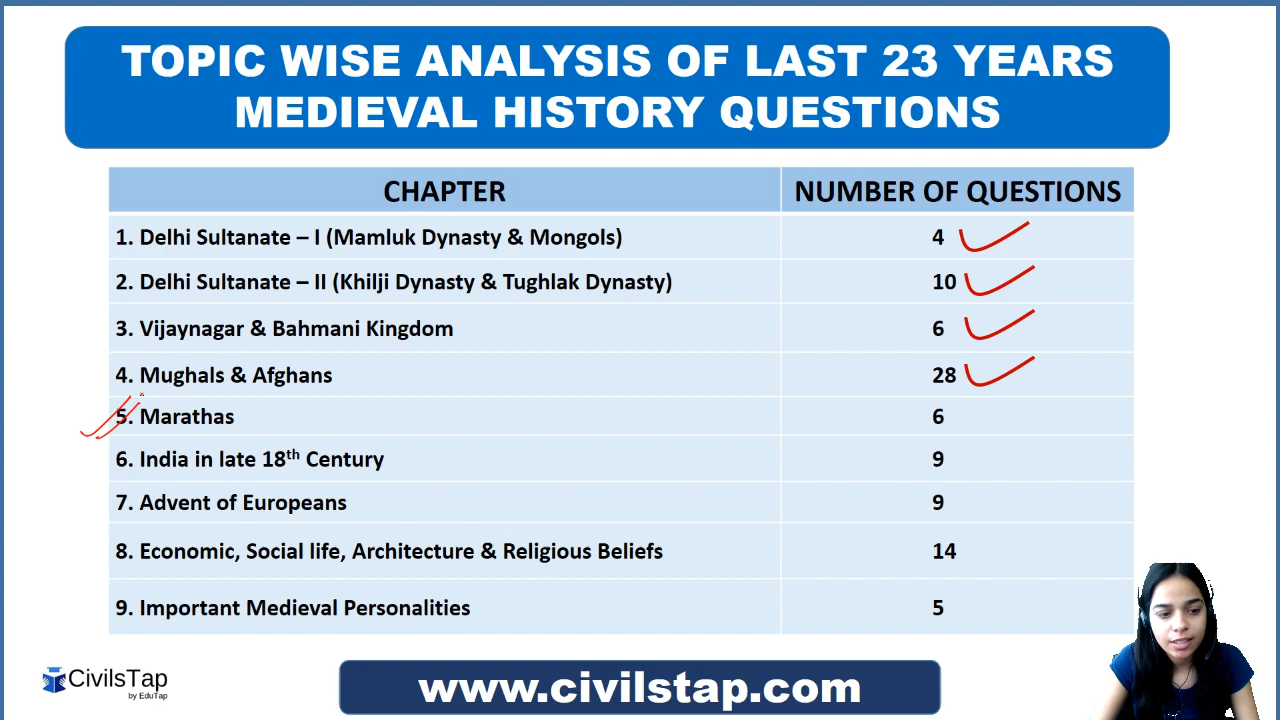 TOPIC WISE ANALYSIS OF LAST 23 YEARS
MEDIEVAL HISTORY QUESTIONS
CHAPTER NUMBER OF QUESTIONS
1. Delhi Sultanate – I (Mamluk Dynasty & Mongols) 4
2. Delhi Sultanate – II (Khilji Dynasty & Tughlak Dynasty) 10
3. Vijaynagar & Bahmani Kingdom 6
4. Mughals & Afghans 28
5. Marathas 6
6. India in late 18th Century 9
7. Advent of Europeans 9
8. Economic, Social life, Architecture & Religious Beliefs 14
9. Important Medieval Personalities 5
CivilsTap
by EduTap
www.civilstap.com